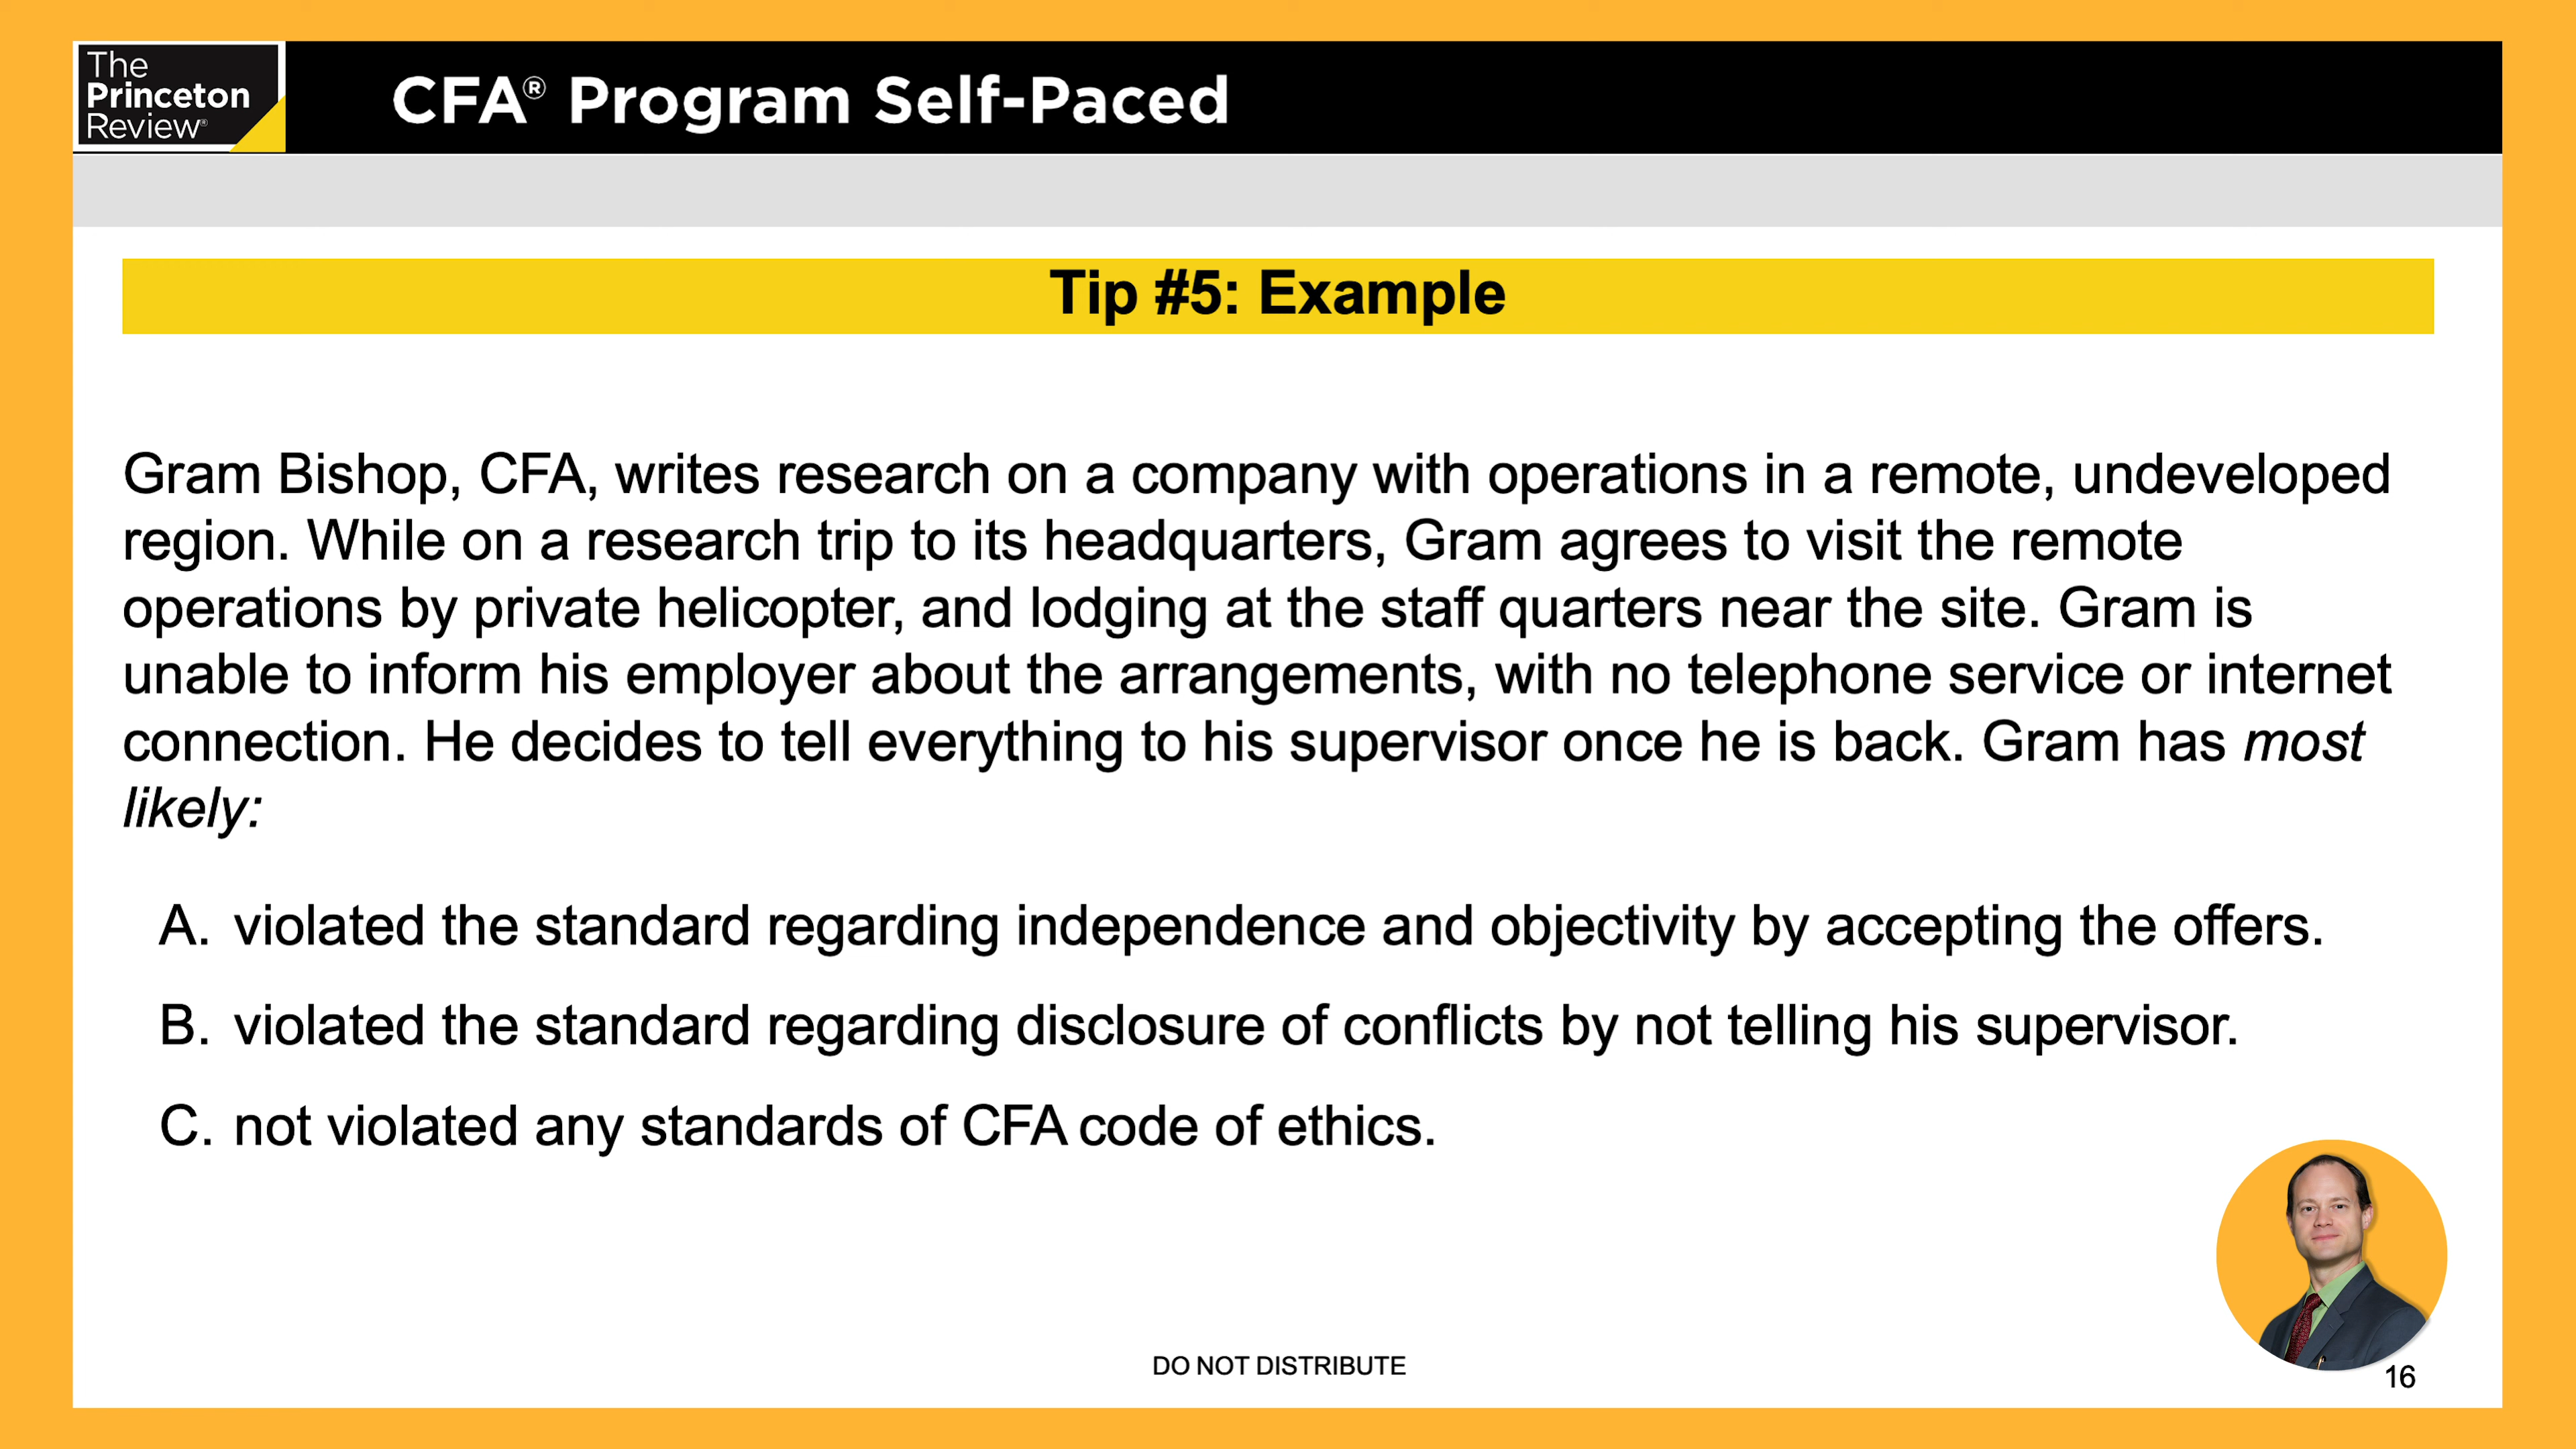 The
Princeton
Review®
CFA® Program Self-Paced
Tip #5: Example
Gram Bishop, CFA, writes research on a company with operations in a remote, undeveloped
region. While on a research trip to its headquarters, Gram agrees to visit the remote
operations by private helicopter, and lodging at the staff quarters near the site. Gram is
unable to inform his employer about the arrangements, with no telephone service or internet
connection. He decides to tell everything to his supervisor once he is back. Gram has most
likely:
A. violated the standard regarding independence and objectivity by accepting the offers.
B. violated the standard regarding disclosure of conflicts by not telling his supervisor.
C. not violated any standards of CFA code of ethics.
DO NOT DISTRIBUTE
16